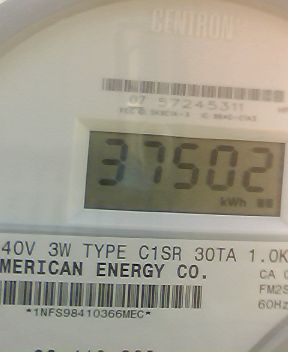 CENTRON
07 57245311
37502
kWh
40V 3W TYPE C1SR 30TA 1.0K
MERICAN ENERGY CO.
CA
FM2S
60Hz
*1NFS98410366MEC*